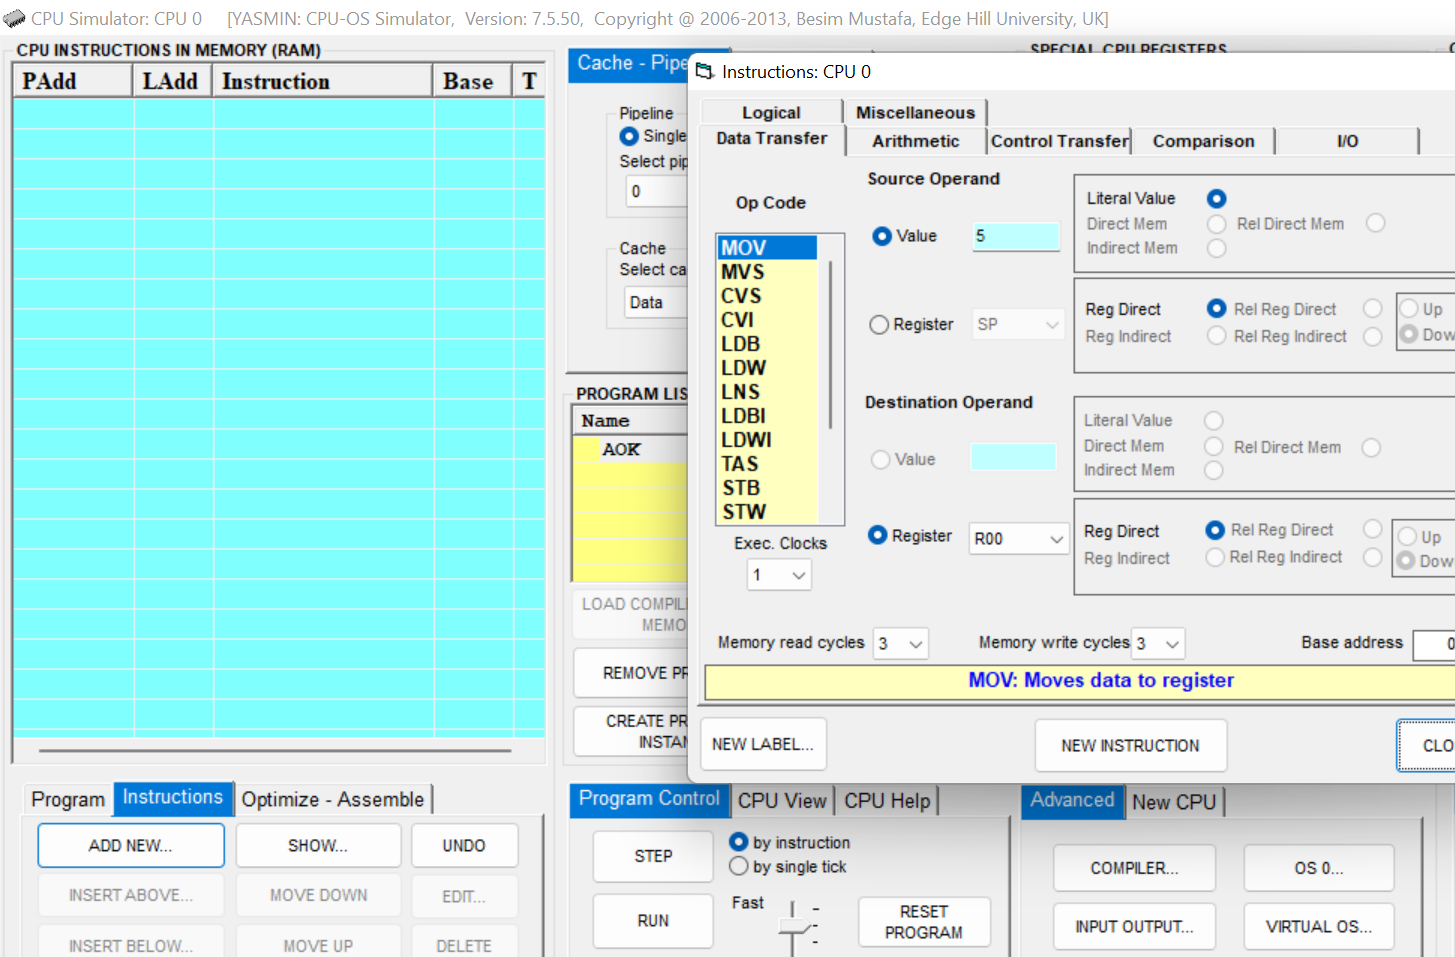 CPU Simulator: CPU 0 [YASMIN: CPU-OS Simulator, Version: 7.5.50, Copyright @ 2006-2013, Besim Mustafa, Edge Hill University, UK]
CPU INSTRUCTIONS IN MEMORY (RAM)
PAdd LAdd Instruction Base T
Cache - Pipe
SPECIAL CPU REGISTERS
Pipeline
Single
Select pip
0
Cache
Select ca
Data
PROGRAM LIS
Name
AOK
LOAD COMPIL
MEMO
REMOVE PR
CREATE PR
INSTAN
Instructions: CPU 0
Logical Miscellaneous
Data Transfer Arithmetic Control Transfer Comparison I/O
Op Code
MOV
MVS
CVS
CVI
LDB
LDW
LNS
LDBI
LDWI
TAS
STB
STW
Exec. Clocks
1
Source Operand
Value 5
Register SP
Literal Value
Direct Mem Rel Direct Mem
Indirect Mem
Reg Direct Rel Reg Direct Up
Reg Indirect Rel Reg Indirect Dow
Destination Operand
Value
Register R00
Literal Value
Direct Mem Rel Direct Mem
Indirect Mem
Reg Direct Rel Reg Direct Up
Reg Indirect Rel Reg Indirect Dow
Memory read cycles 3 Memory write cycles 3 Base address 0
MOV: Moves data to register
NEW LABEL... NEW INSTRUCTION CLO
Program Instructions Optimize - Assemble
ADD NEW... SHOW... UNDO
INSERT ABOVE... MOVE DOWN EDIT...
INSERT BELOW... MOVE UP DELETE
Program Control CPU View CPU Help
STEP by instruction
by single tick
RUN Fast RESET
PROGRAM
Advanced New CPU
COMPILER... OS 0...
INPUT OUTPUT... VIRTUAL OS...